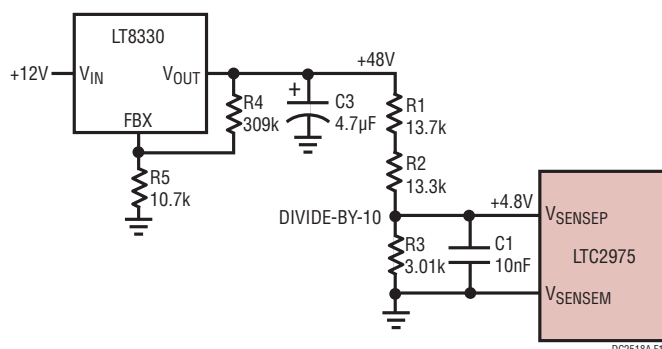 LT8330
+12V
VIN
VOUT
FBX
+48V
R4
309k
+
C3
4.7µF
R1
13.7k
R5
10.7k
R2
13.3k
DIVIDE-BY-10
+4.8V
VSENSEP
R3
3.01k
C1
10nF
LTC2975
VSENSEM